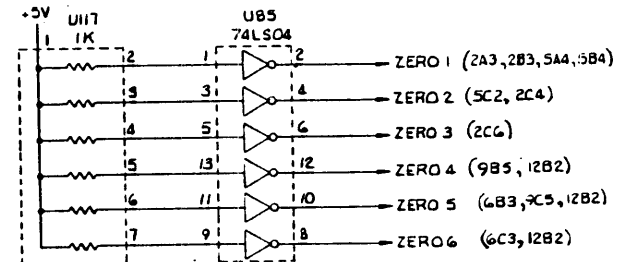 +5V U117 U85
1 1K 74LS04
2 1 2 ZERO 1 (2A3,2B3,5A4,5B4)
3 3 4 ZERO 2 (5C2, 2C4)
4 5 6 ZERO 3 (2C6)
5 13 12 ZERO 4 (9B5, 12B2)
6 11 10 ZERO 5 (6B3,9C5,12B2)
7 9 8 ZERO 6 (6C3,12B2)